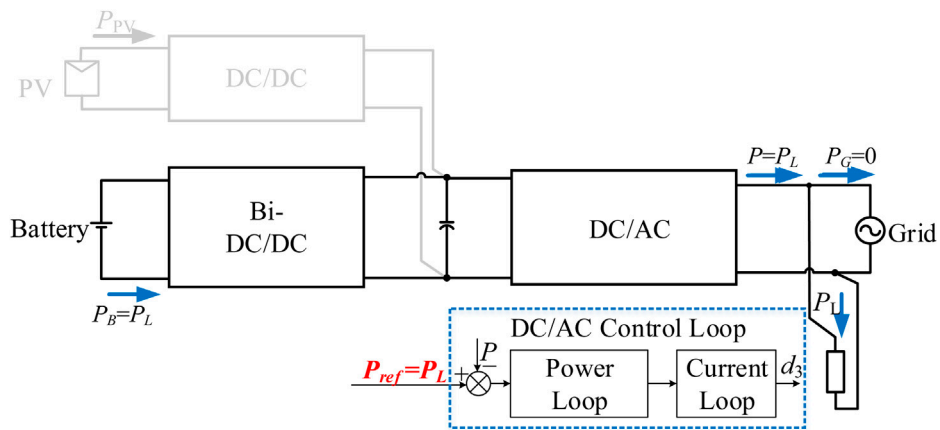 P_PV
PV
DC/DC
P=P_L
P_G=0
Battery
Bi-
DC/DC
DC/AC
Grid
P_B=P_L
P_L
DC/AC Control Loop
P
P_ref=P_L
+
−
Power
Loop
Current
Loop
d_3